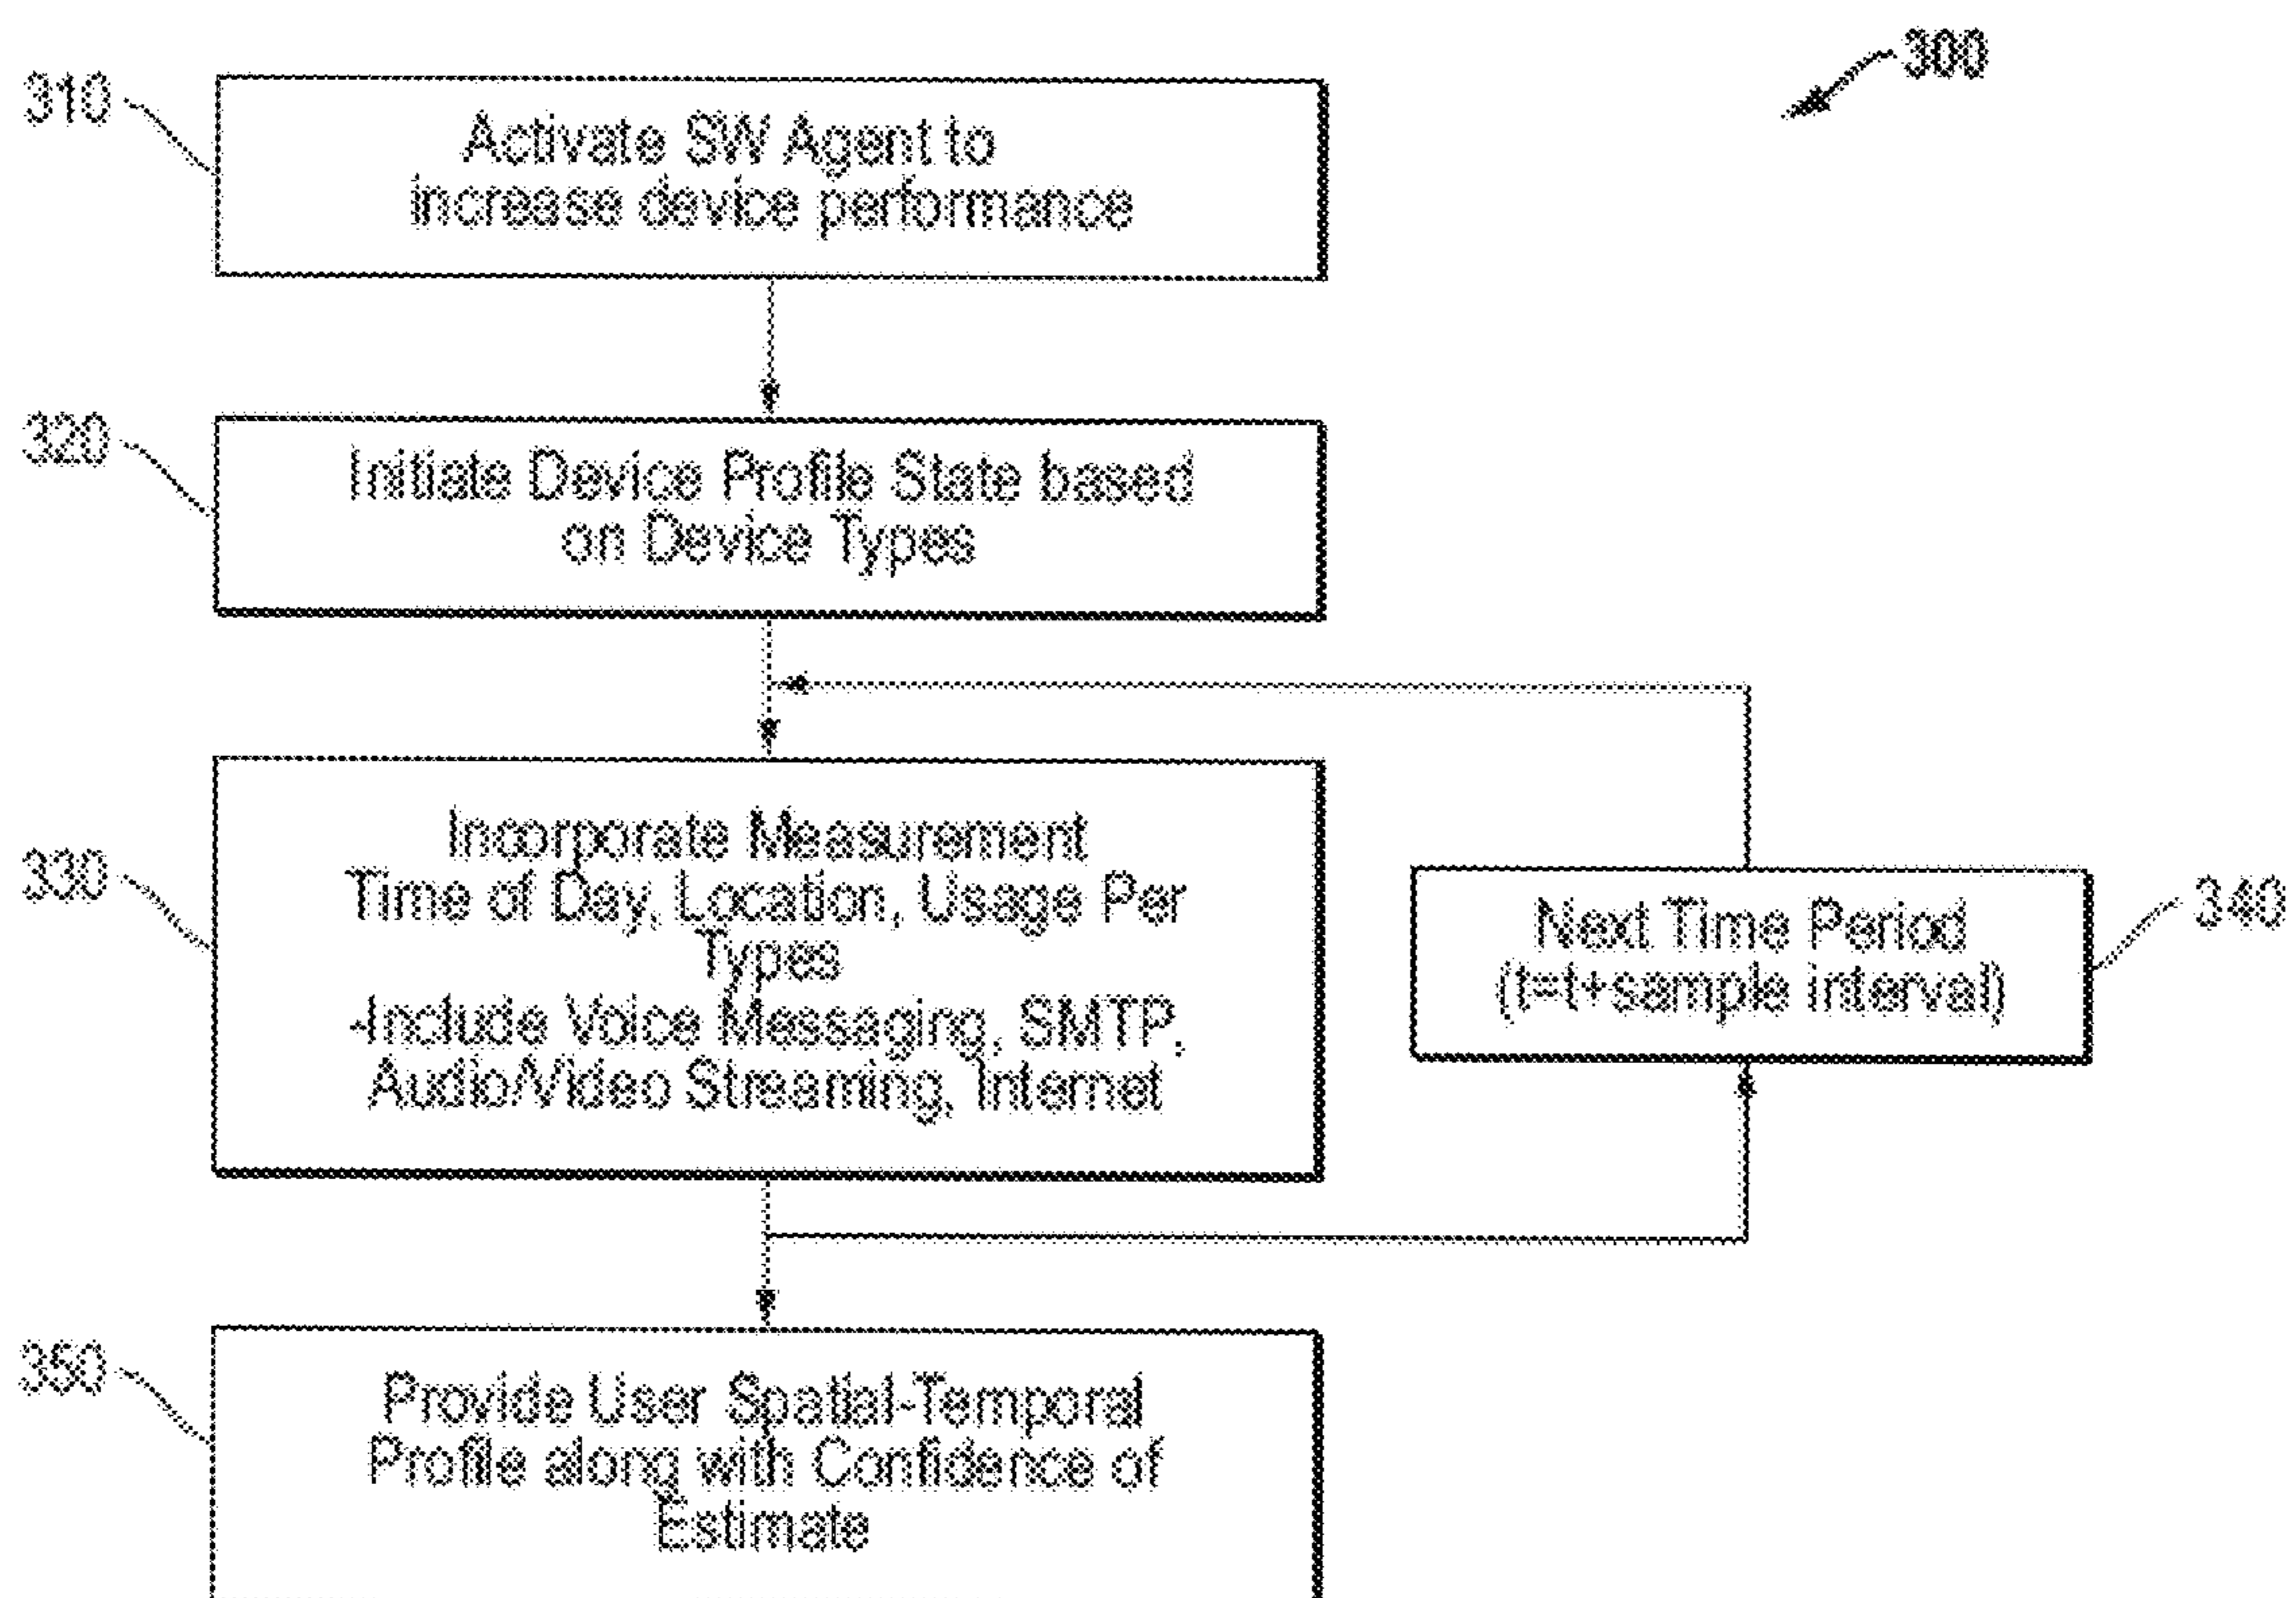 300
310
Activate SW Agent to
increase device performance
320
Initiate Device Profile State based
on Device Types
330
Incorporate Measurement
Time of Day, Location, Usage Per
Types
-Include Voice Messaging, SMTP,
Audio/Video Streaming, Internet
340
Next Time Period
(t=t+sample interval)
350
Provide User Spatial-Temporal
Profile along with Confidence of
Estimate